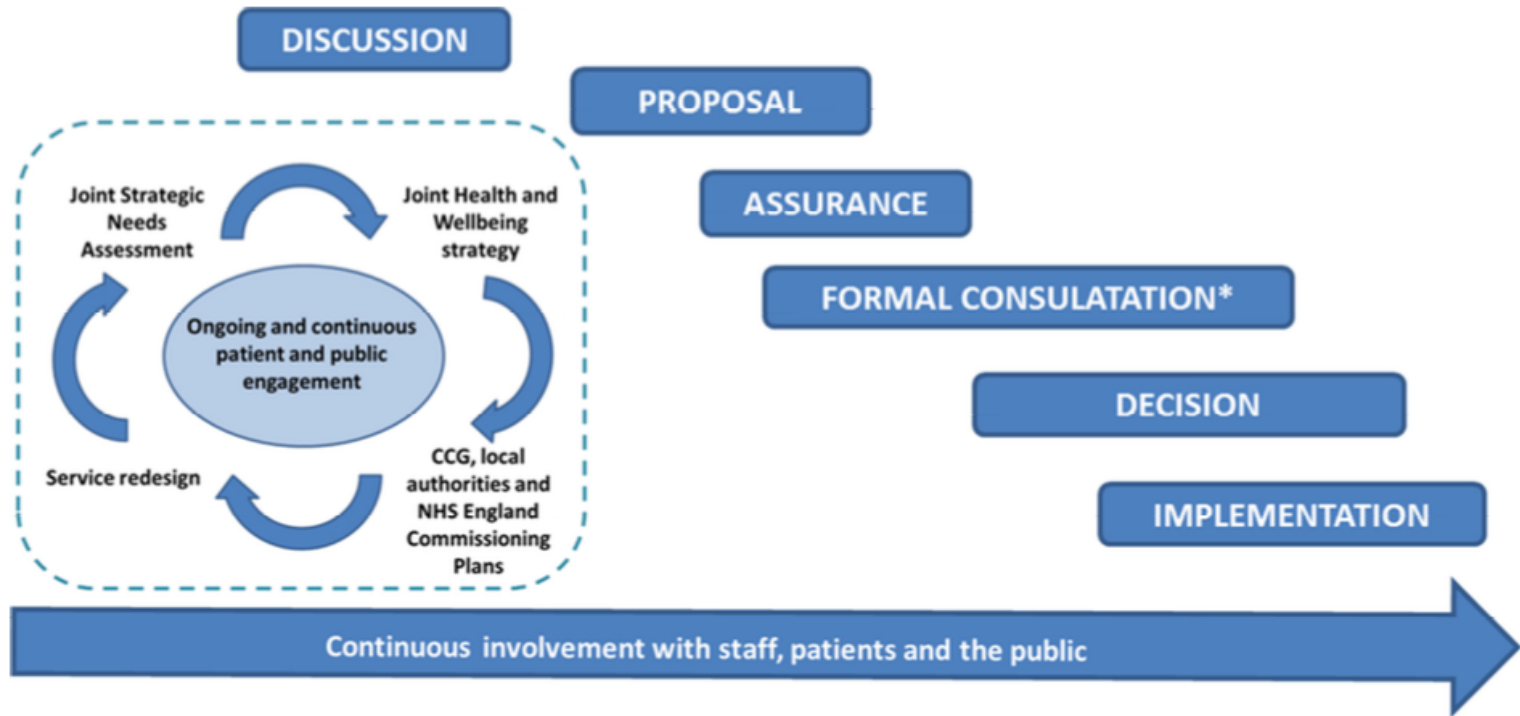 DISCUSSION
PROPOSAL
ASSURANCE
FORMAL CONSULATATION*
DECISION
IMPLEMENTATION
Joint Strategic
Needs
Assessment
Joint Health and
Wellbeing
strategy
Ongoing and continuous
patient and public
engagement
Service redesign
CCG, local
authorities and
NHS England
Commissioning
Plans
Continuous involvement with staff, patients and the public